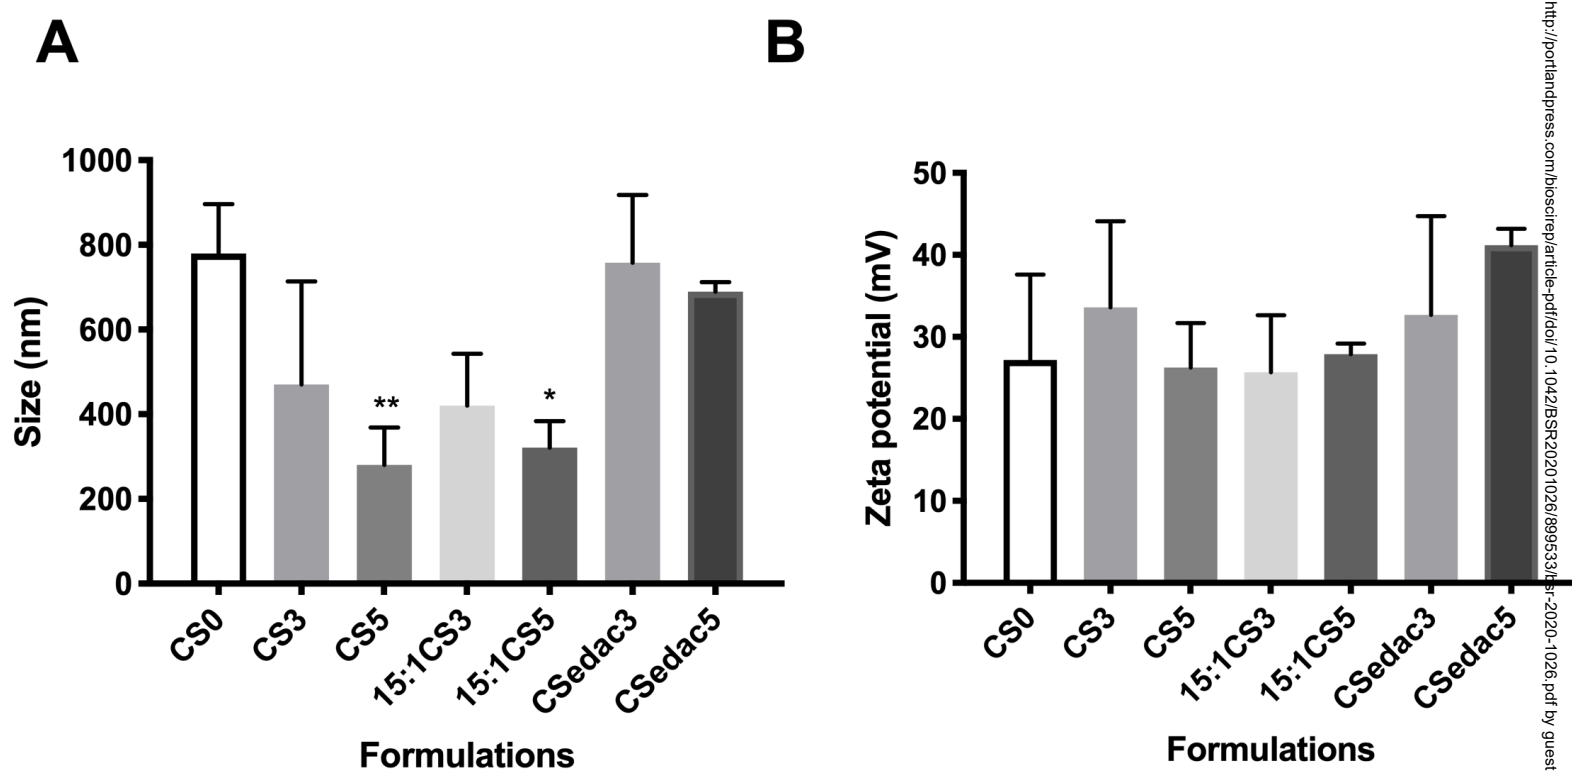 A
B
1000
800
600
400
200
0
Size (nm)
**
*
CS0
CS3
CS5
15:1CS3
15:1CS5
CSedac3
CSedac5
Formulations
50
40
30
20
10
0
Zeta potential (mV)
CS0
CS3
CS5
15:1CS3
15:1CS5
CSedac3
CSedac5
Formulations
http://portlandpress.com/bioscirep/article-pdf/doi/10.1042/BSR20201026/899533/bsr-2020-1026.pdf by guest